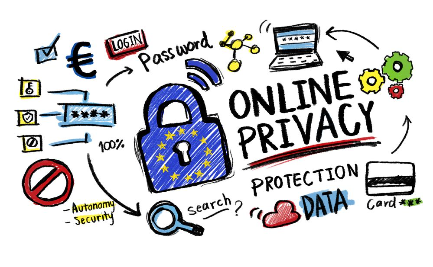 LOGIN
Password
****
100%
ONLINE
PRIVACY
- Autonomy
- Security
search?
PROTECTION
DATA
Card ***